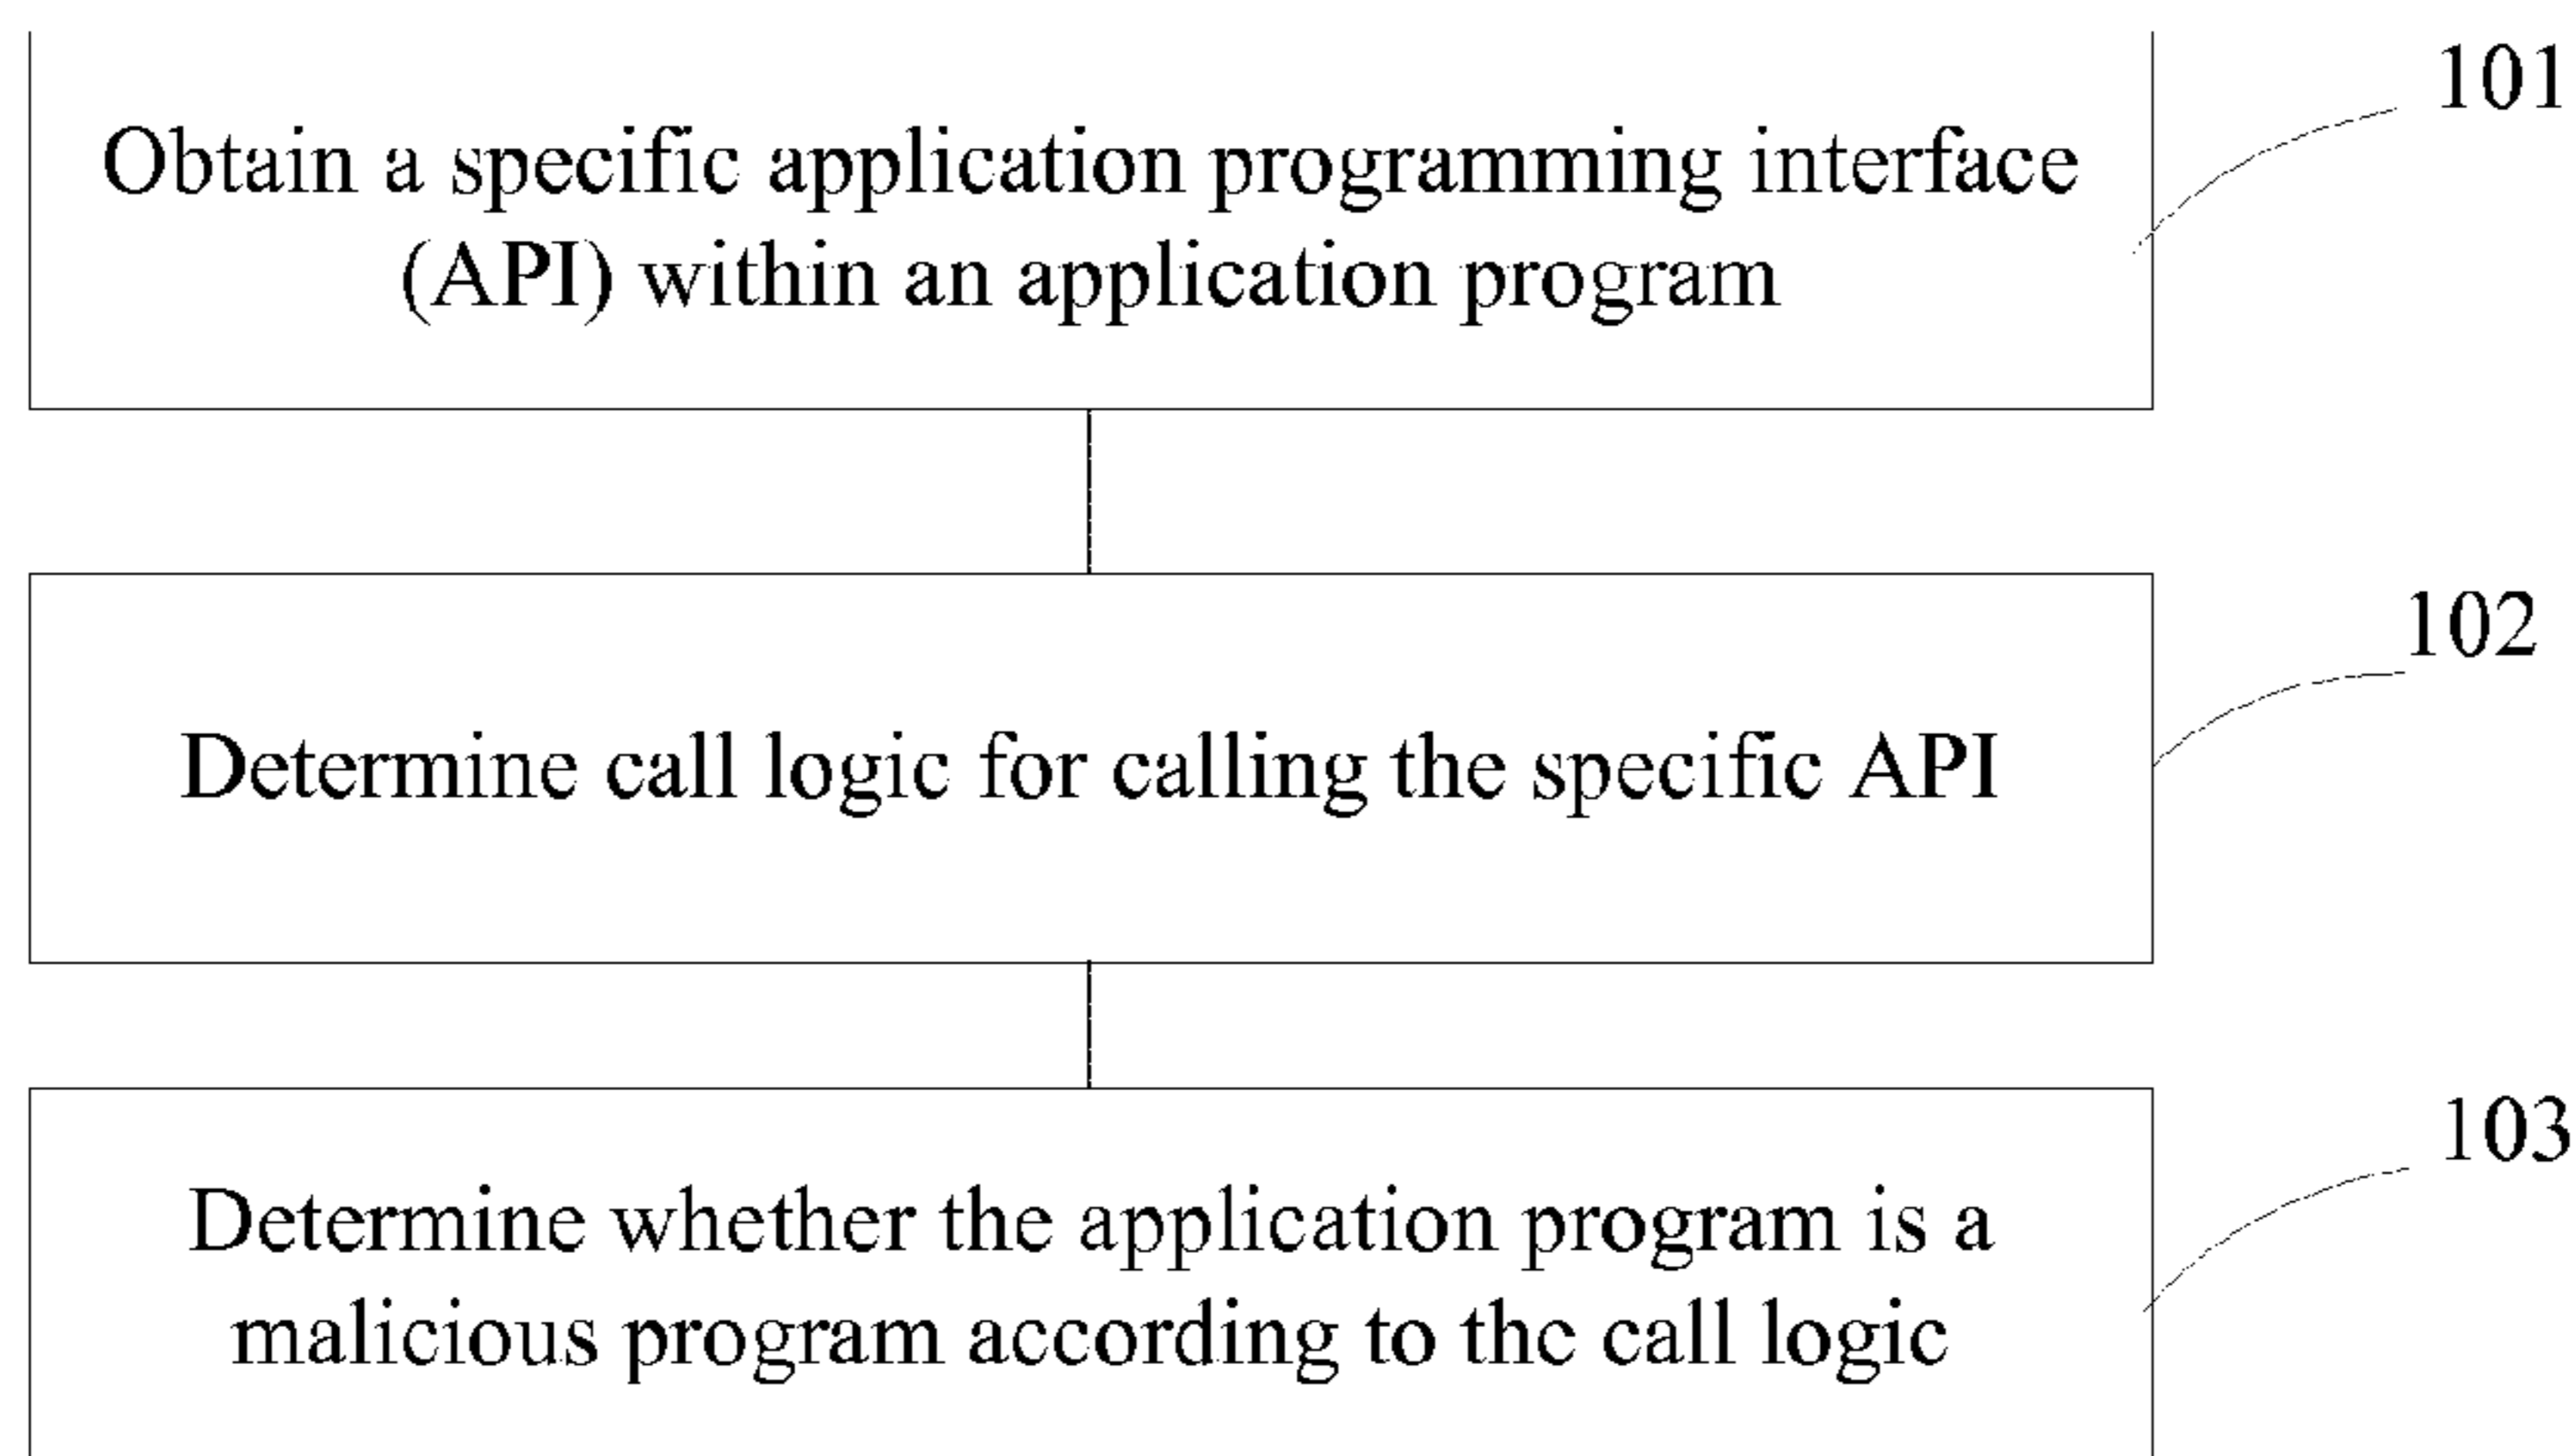 101
Obtain a specific application programming interface
(API) within an application program
102
Determine call logic for calling the specific API
103
Determine whether the application program is a
malicious program according to the call logic